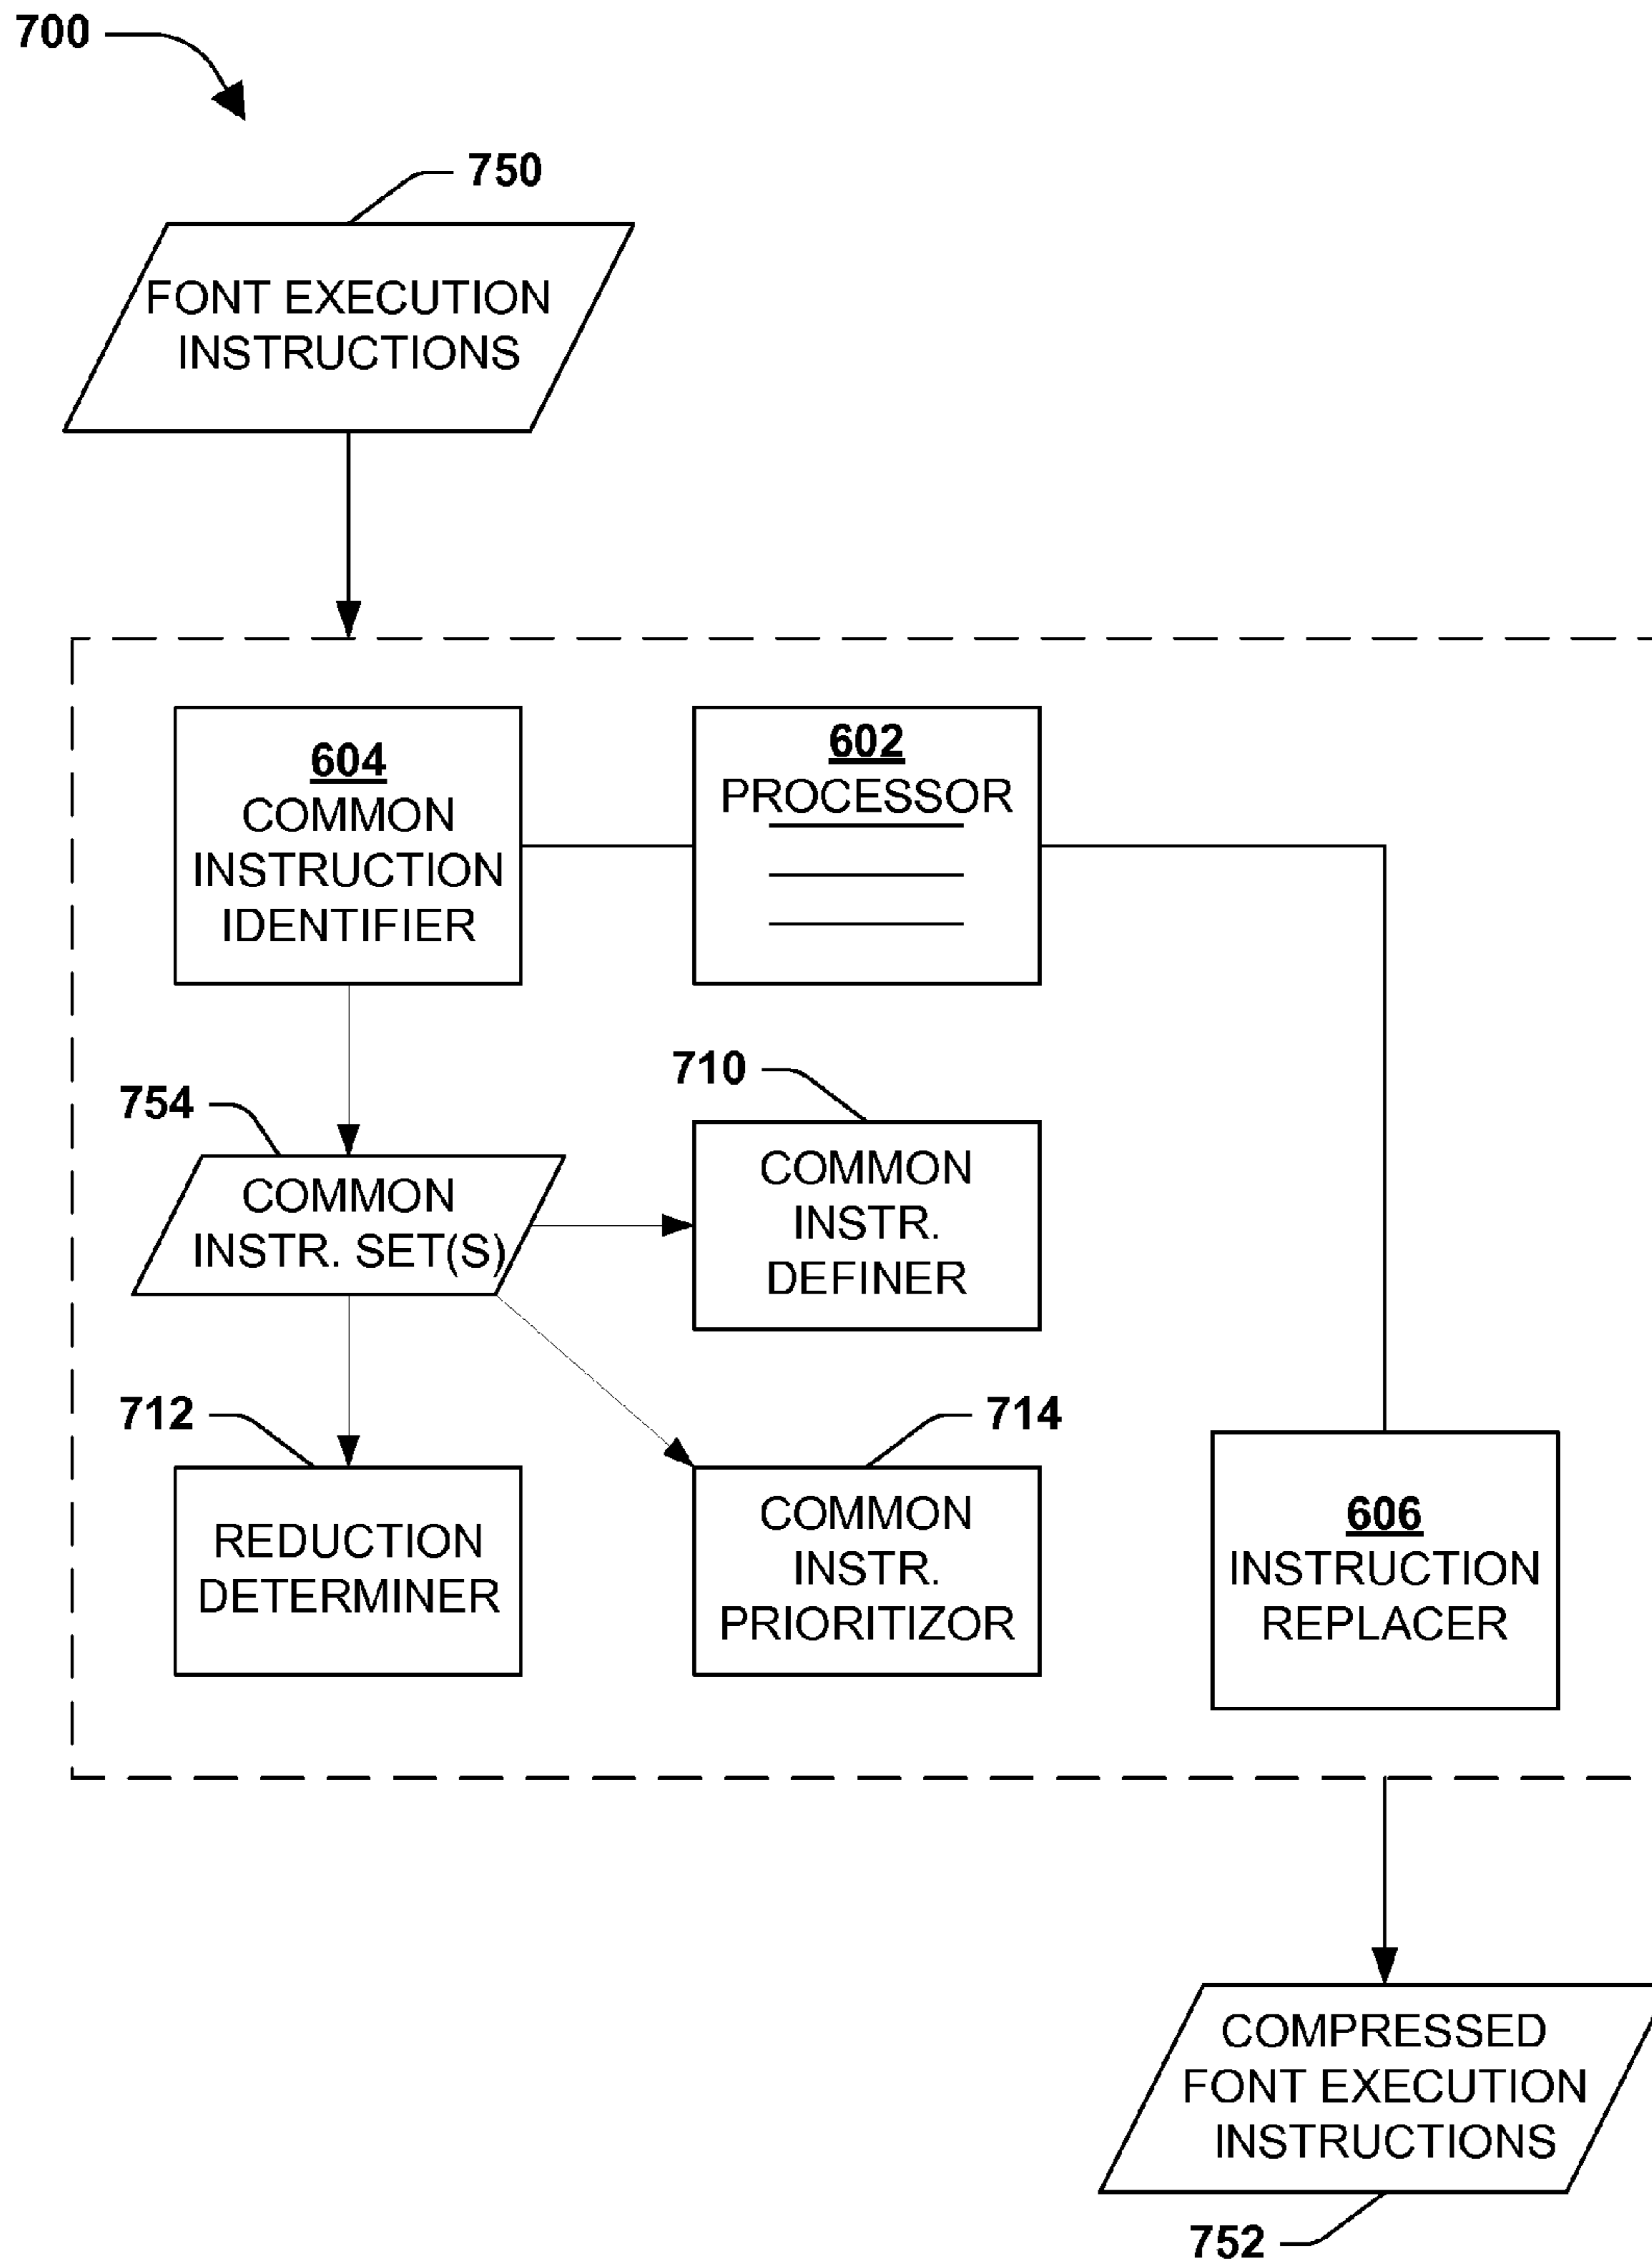 700
750
FONT EXECUTION
INSTRUCTIONS
604
COMMON
INSTRUCTION
IDENTIFIER
602
PROCESSOR
710
754
COMMON
INSTR. SET(S)
COMMON
INSTR.
DEFINER
712
714
REDUCTION
DETERMINER
COMMON
INSTR.
PRIORITIZOR
606
INSTRUCTION
REPLACER
COMPRESSED
FONT EXECUTION
INSTRUCTIONS
752